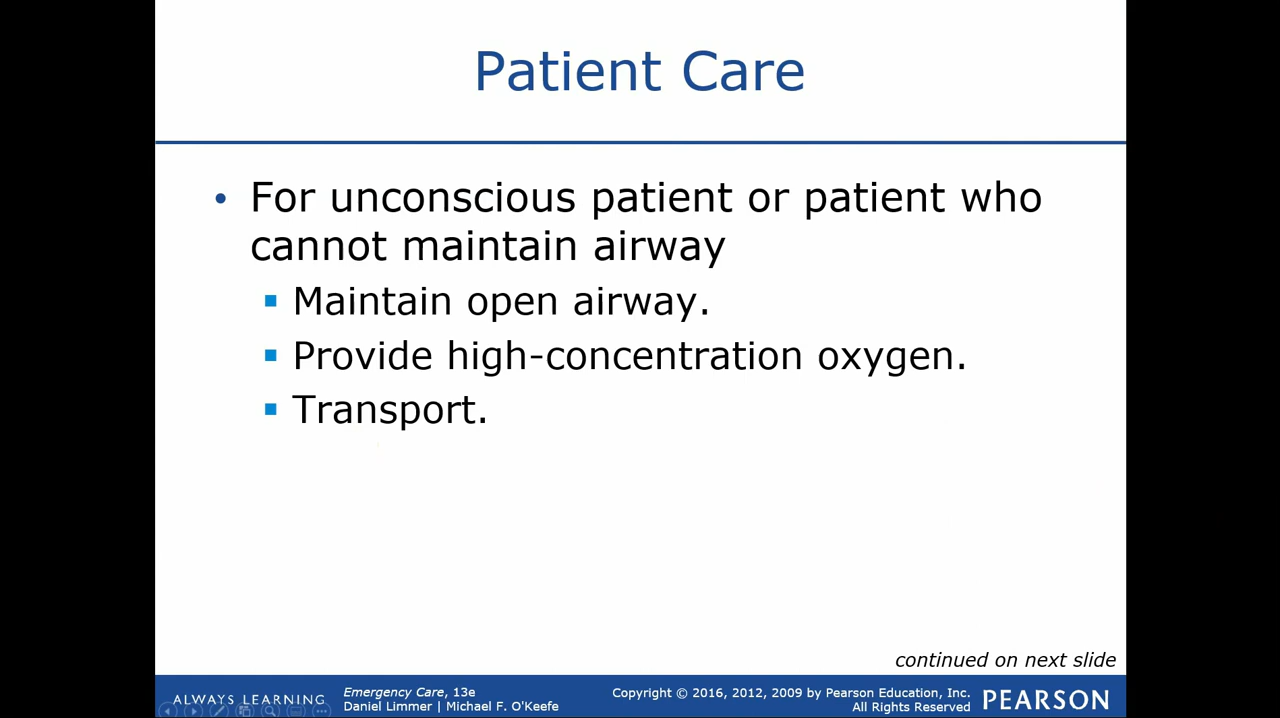 Patient Care
• For unconscious patient or patient who
cannot maintain airway
▪ Maintain open airway.
▪ Provide high-concentration oxygen.
▪ Transport.
continued on next slide
ALWAYS LEARNING
Emergency Care, 13e
Daniel Limmer | Michael F. O'Keefe
Copyright © 2016, 2012, 2009 by Pearson Education, Inc.
All Rights Reserved
PEARSON